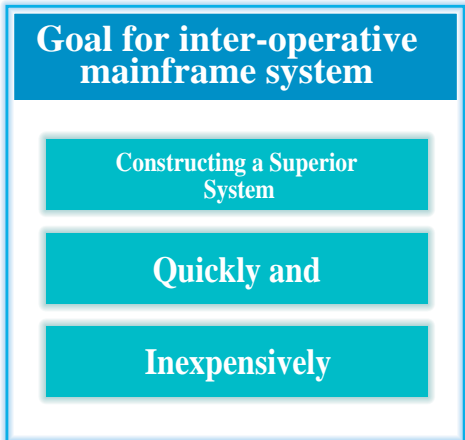 Goal for inter-operative
mainframe system
Constructing a Superior
System
Quickly and
Inexpensively